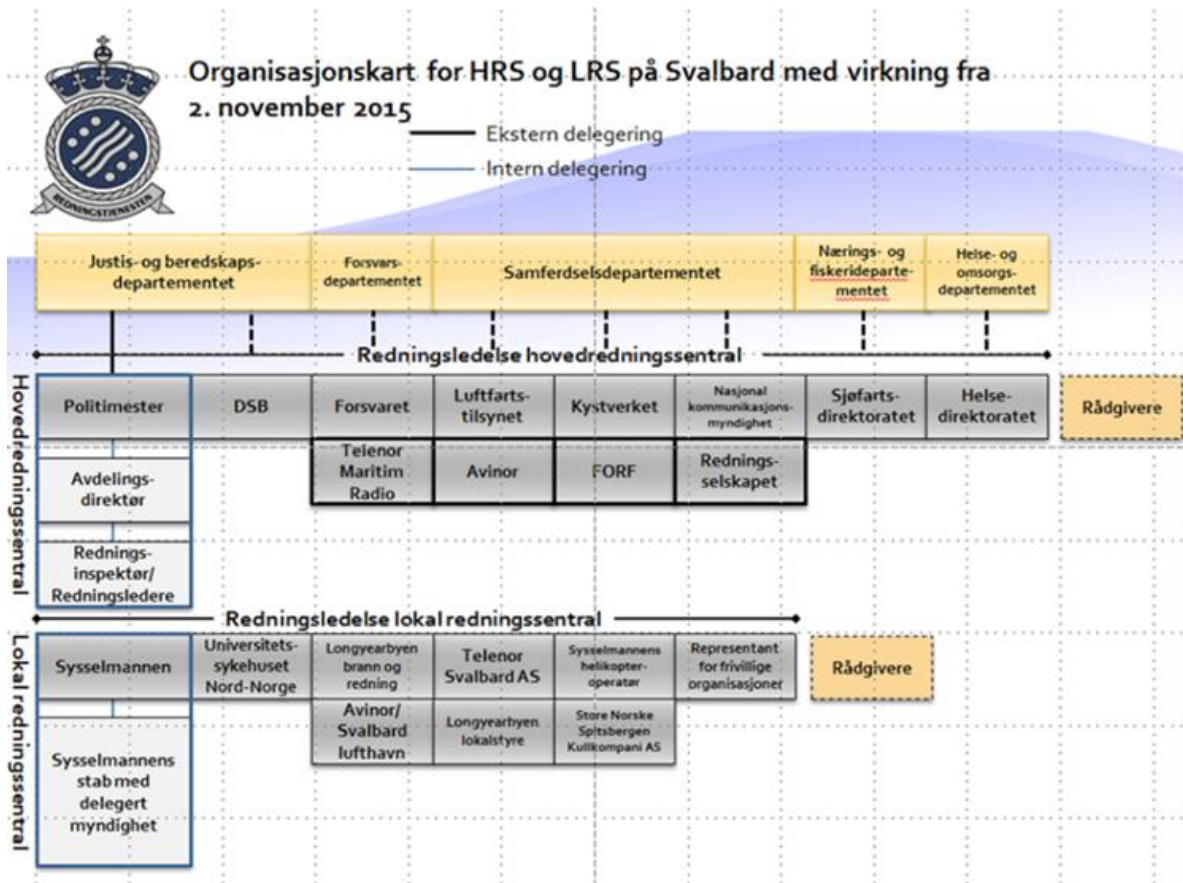 Organisasjonskart for HRS og LRS på Svalbard med virkning fra
2. november 2015
Ekstern delegering
Intern delegering
REDNINGSTJENESTEN
Justis- og beredskaps-
departementet
Forsvars-
departementet
Samferdselsdepartementet
Nærings- og
fiskerideparte-
mentet
Helse- og
omsorgs-
departementet
Redningsledelse hovedredningssentral
Hovedredningssentral
Politimester
DSB
Forsvaret
Luftfarts-
tilsynet
Kystverket
Nasjonal
kommunikasjons-
myndighet
Sjøfarts-
direktoratet
Helse-
direktoratet
Rådgivere
Telenor
Maritim
Radio
Avinor
FORF
Rednings-
selskapet
Avdelings-
direktør
Rednings-
inspektør/
Redningsledere
Redningsledelse lokal redningssentral
Lokal redningssentral
Sysselmannen
Universitets-
sykehuset
Nord-Norge
Longyearbyen
brann og
redning
Telenor
Svalbard AS
Sysselmannens
helikopter-
operatør
Representant
for frivillige
organisasjoner
Rådgivere
Avinor/
Svalbard
lufthavn
Longyearbyen
lokalstyre
Store Norske
Spitsbergen
Kullkompani AS
Sysselmannens
stab med
delegert
myndighet